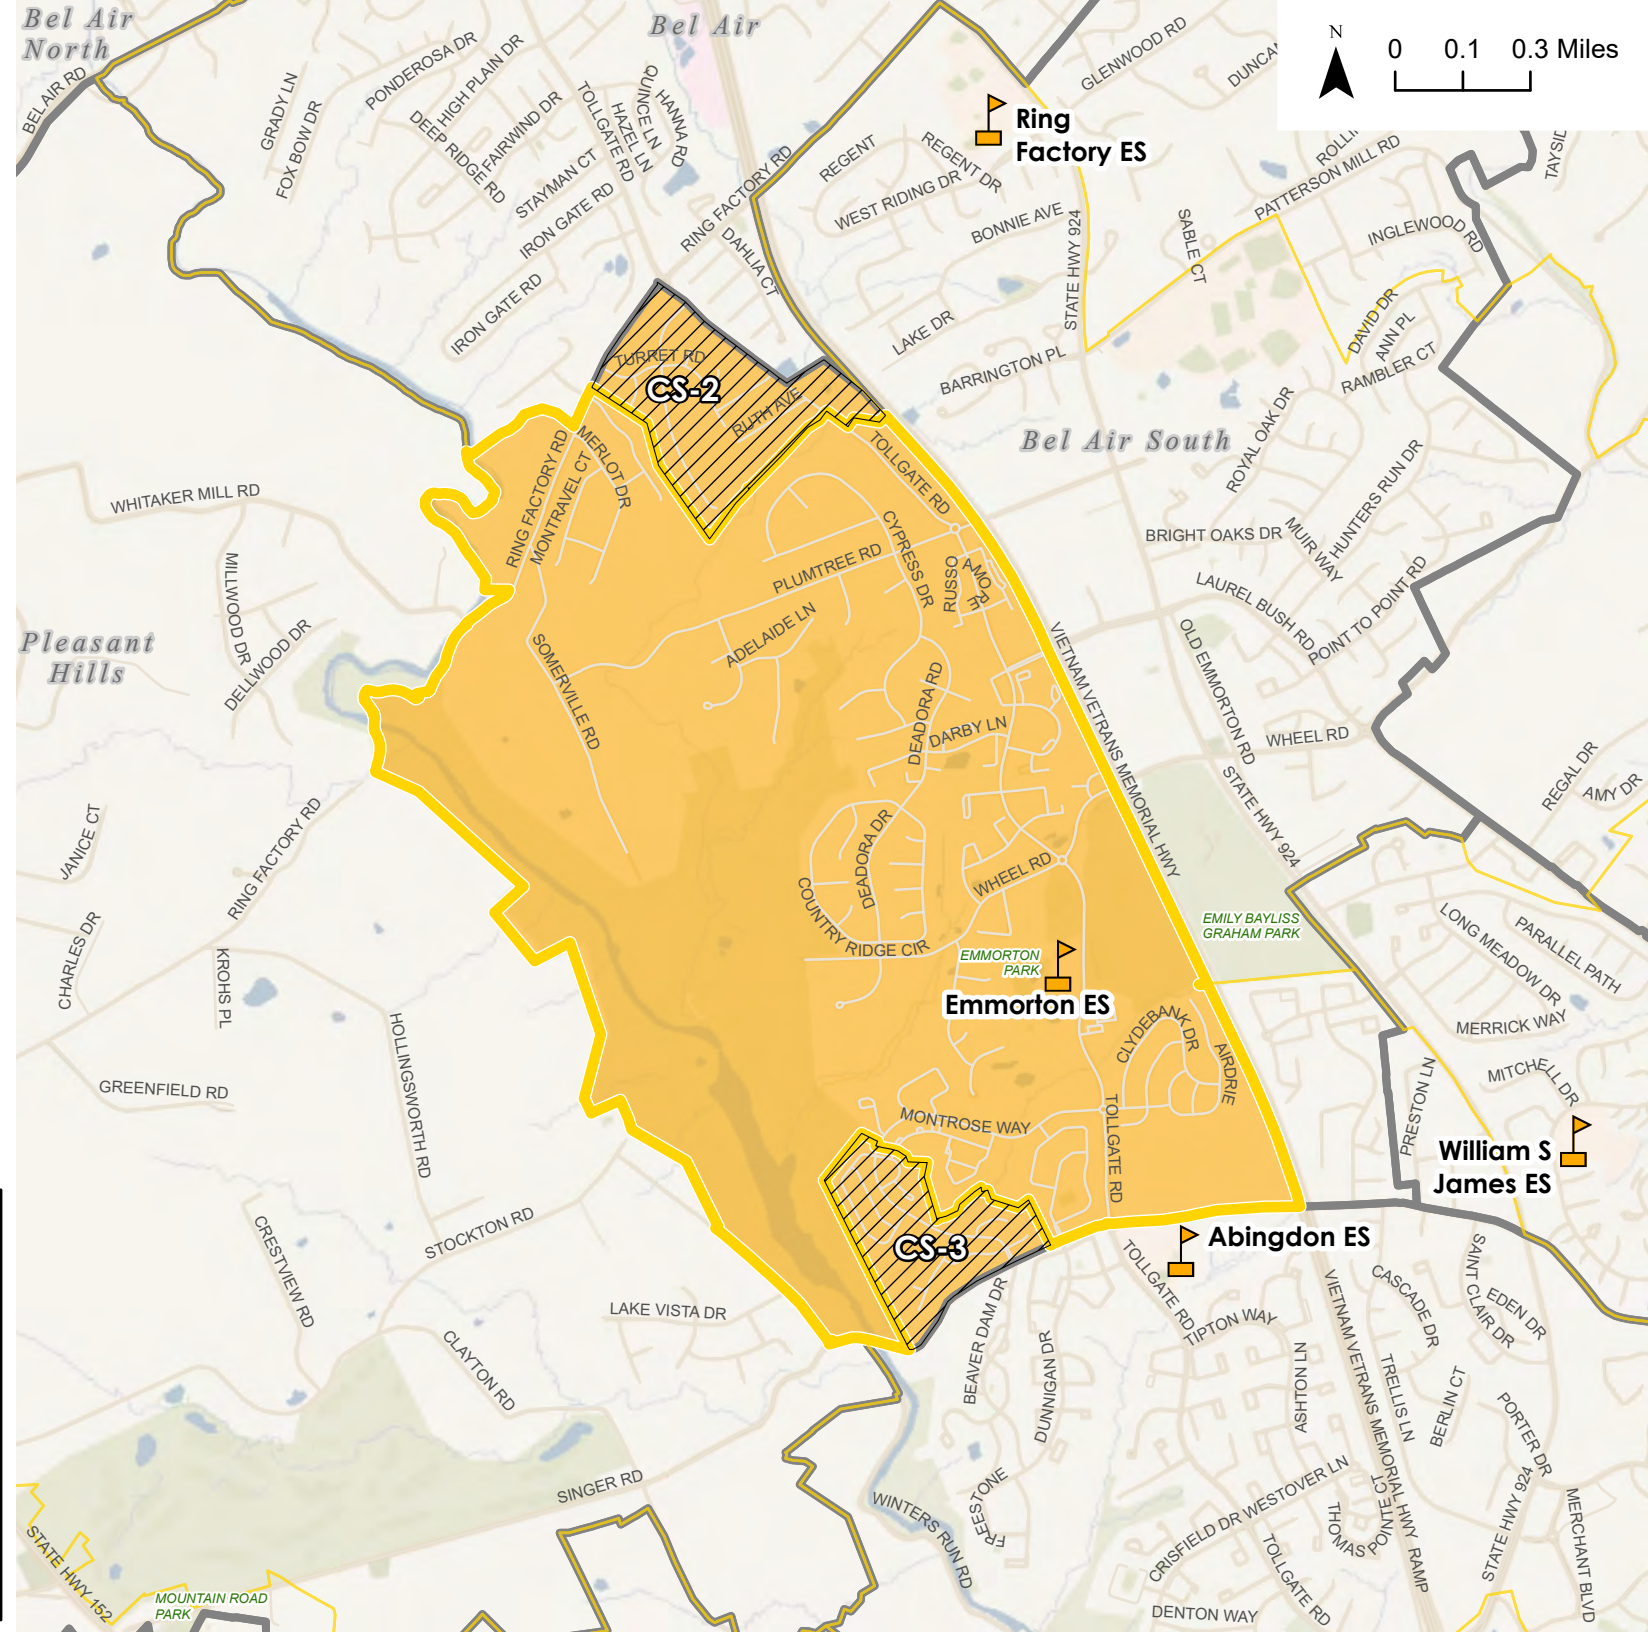 Bel Air
North
Bel Air
N
0 0.1 0.3 Miles
BEL AIR RD
GRADY LN
FOX BOW DR
PONDEROSA DR
HIGH PLAIN DR
DEEP RIDGE RD
FAIRWIND DR
STAYMAN CT
IRON GATE RD
IRON GATE RD
TOLLGATE RD
HAZEL LN
QUINCE LN
HANNA RD
RING FACTORY RD
DAHLIA CT
Ring
Factory ES
GLENWOOD RD
REGENT
REGENT DR
WEST RIDING DR
BONNIE AVE
STATE HWY 924
SABLE CT
PATTERSON MILL RD
INGLEWOOD RD
LAKE DR
BARRINGTON PL
DAVID DR
ANN PL
RAMBLER CT
TURRET RD
CS-2
RUTH AVE
Bel Air South
ROYAL OAK DR
HUNTERS RUN DR
MUIR WAY
BRIGHT OAKS DR
LAUREL BUSH RD
POINT TO POINT RD
WHITAKER MILL RD
MILLWOOD DR
DELLWOOD DR
Pleasant
Hills
RING FACTORY RD
MONTRAVEL CT
MERLOT DR
TOLLGATE RD
PLUMTREE RD
CYPRESS DR
RUSSO
AMORE
ADELAIDE LN
SOMERVILLE RD
DEADORA RD
DARBY LN
VIETNAM VETRANS MEMORIAL HWY
OLD EMMORTON RD
WHEEL RD
STATE HWY 924
REGAL DR
AMY DR
JANICE CT
RING FACTORY RD
CHARLES DR
KROHS PL
DEADORA DR
COUNTRY RIDGE CIR
WHEEL RD
EMMORTON
PARK
Emmorton ES
EMILY BAYLISS
GRAHAM PARK
LONG MEADOW DR
PARALLEL PATH
MERRICK WAY
MITCHELL DR
PRESTON LN
William S
James ES
GREENFIELD RD
HOLLINGSWORTH RD
CLYDEBANK DR
AIRDRIE
MONTROSE WAY
TOLLGATE RD
CS-3
Abingdon ES
STOCKTON RD
CRESTVIEW RD
LAKE VISTA DR
CLAYTON RD
BEAVER DAM DR
DUNNIGAN DR
TOLLGATE RD
TIPTON WAY
ASHTON LN
VIETNAM VETRANS MEMORIAL HWY RAMP
CASCADE DR
SAINT CLAIR DR
EDEN DR
TRELLIS LN
BERLIN CT
PORTER DR
SINGER RD
WINTERS RUN RD
FREESTONE
CRISFIELD DR
WESTOVER LN
THOMAS POINTE CT
STATE HWY 924
MERCHANT BLVD
TOLLGATE RD
DENTON WAY
STATE HWY 152
MOUNTAIN ROAD
PARK